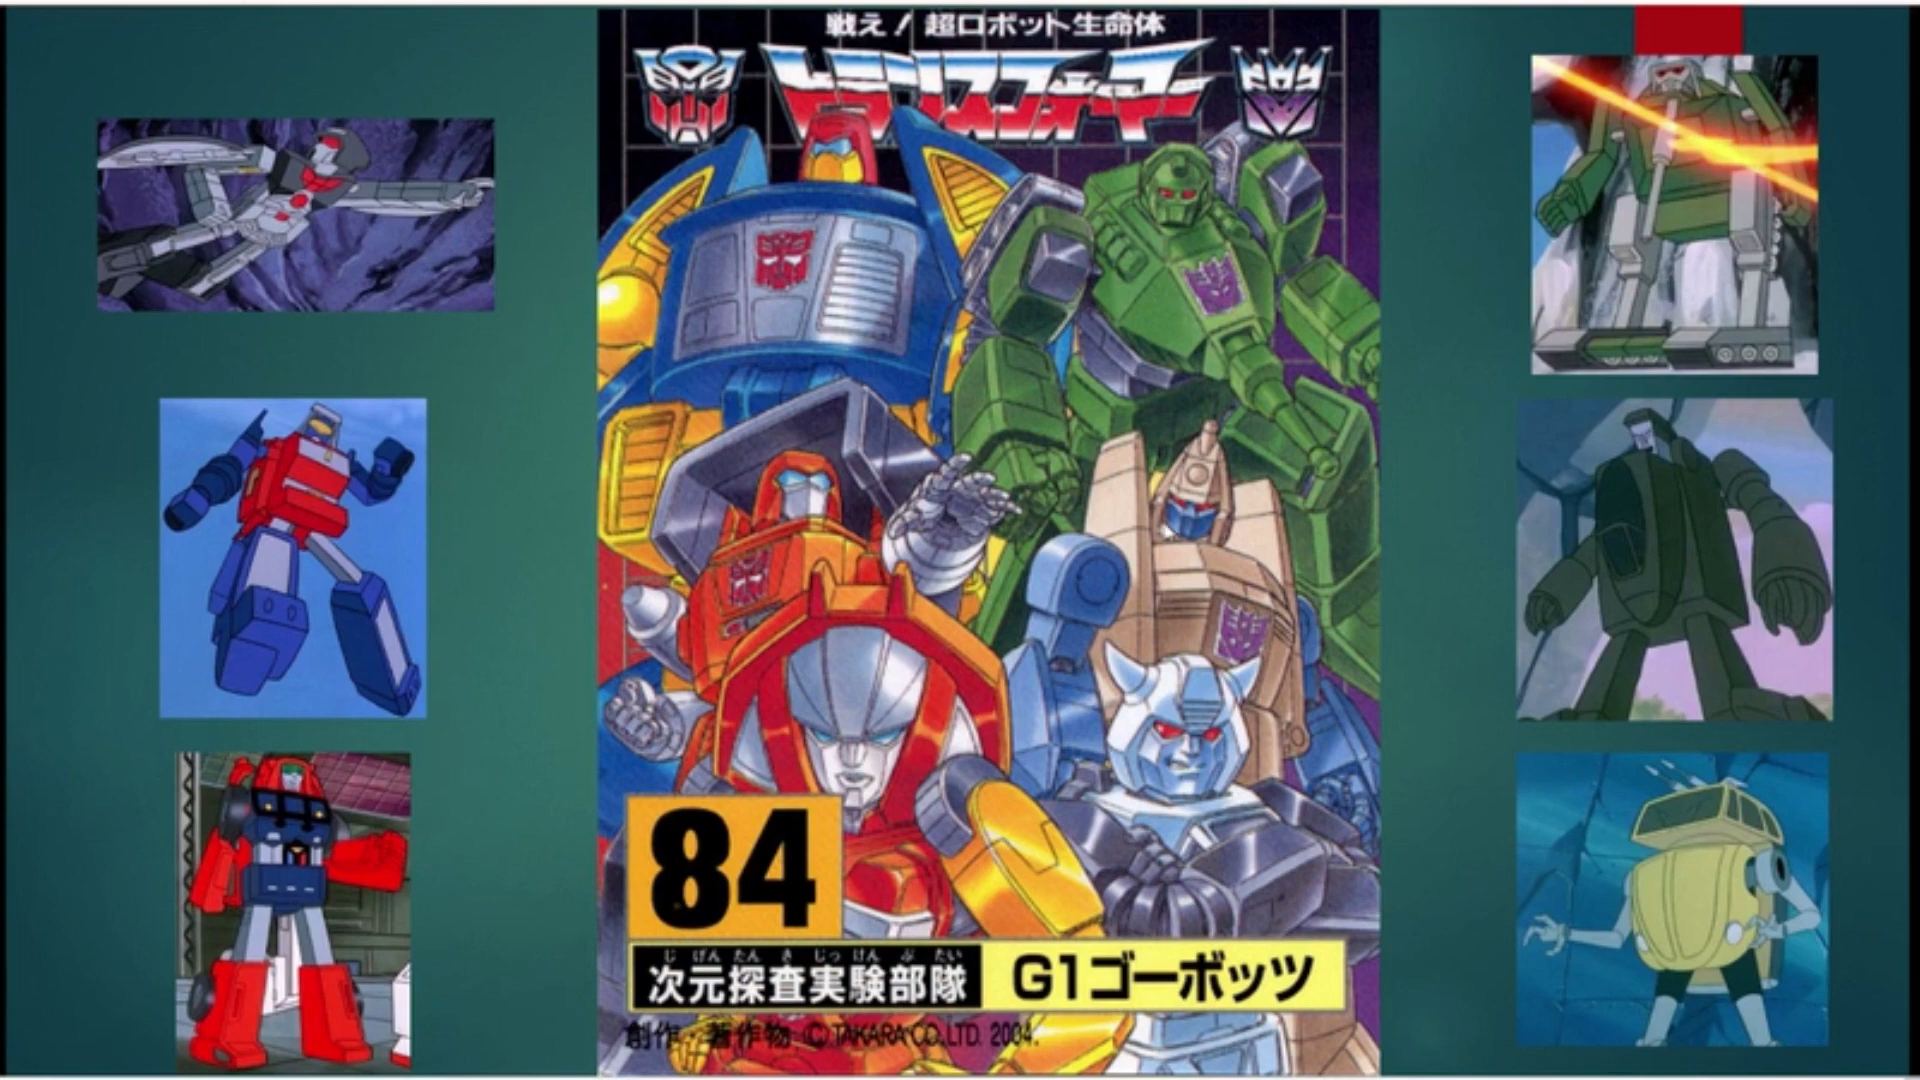 戦え!超ロボット生命体
トランスフォーマー
84
じげんたんさじっけんぶたい
次元探査実験部隊
G1ゴーボッツ
創作・著作物 (C) TAKARA CO.,LTD. 2004.